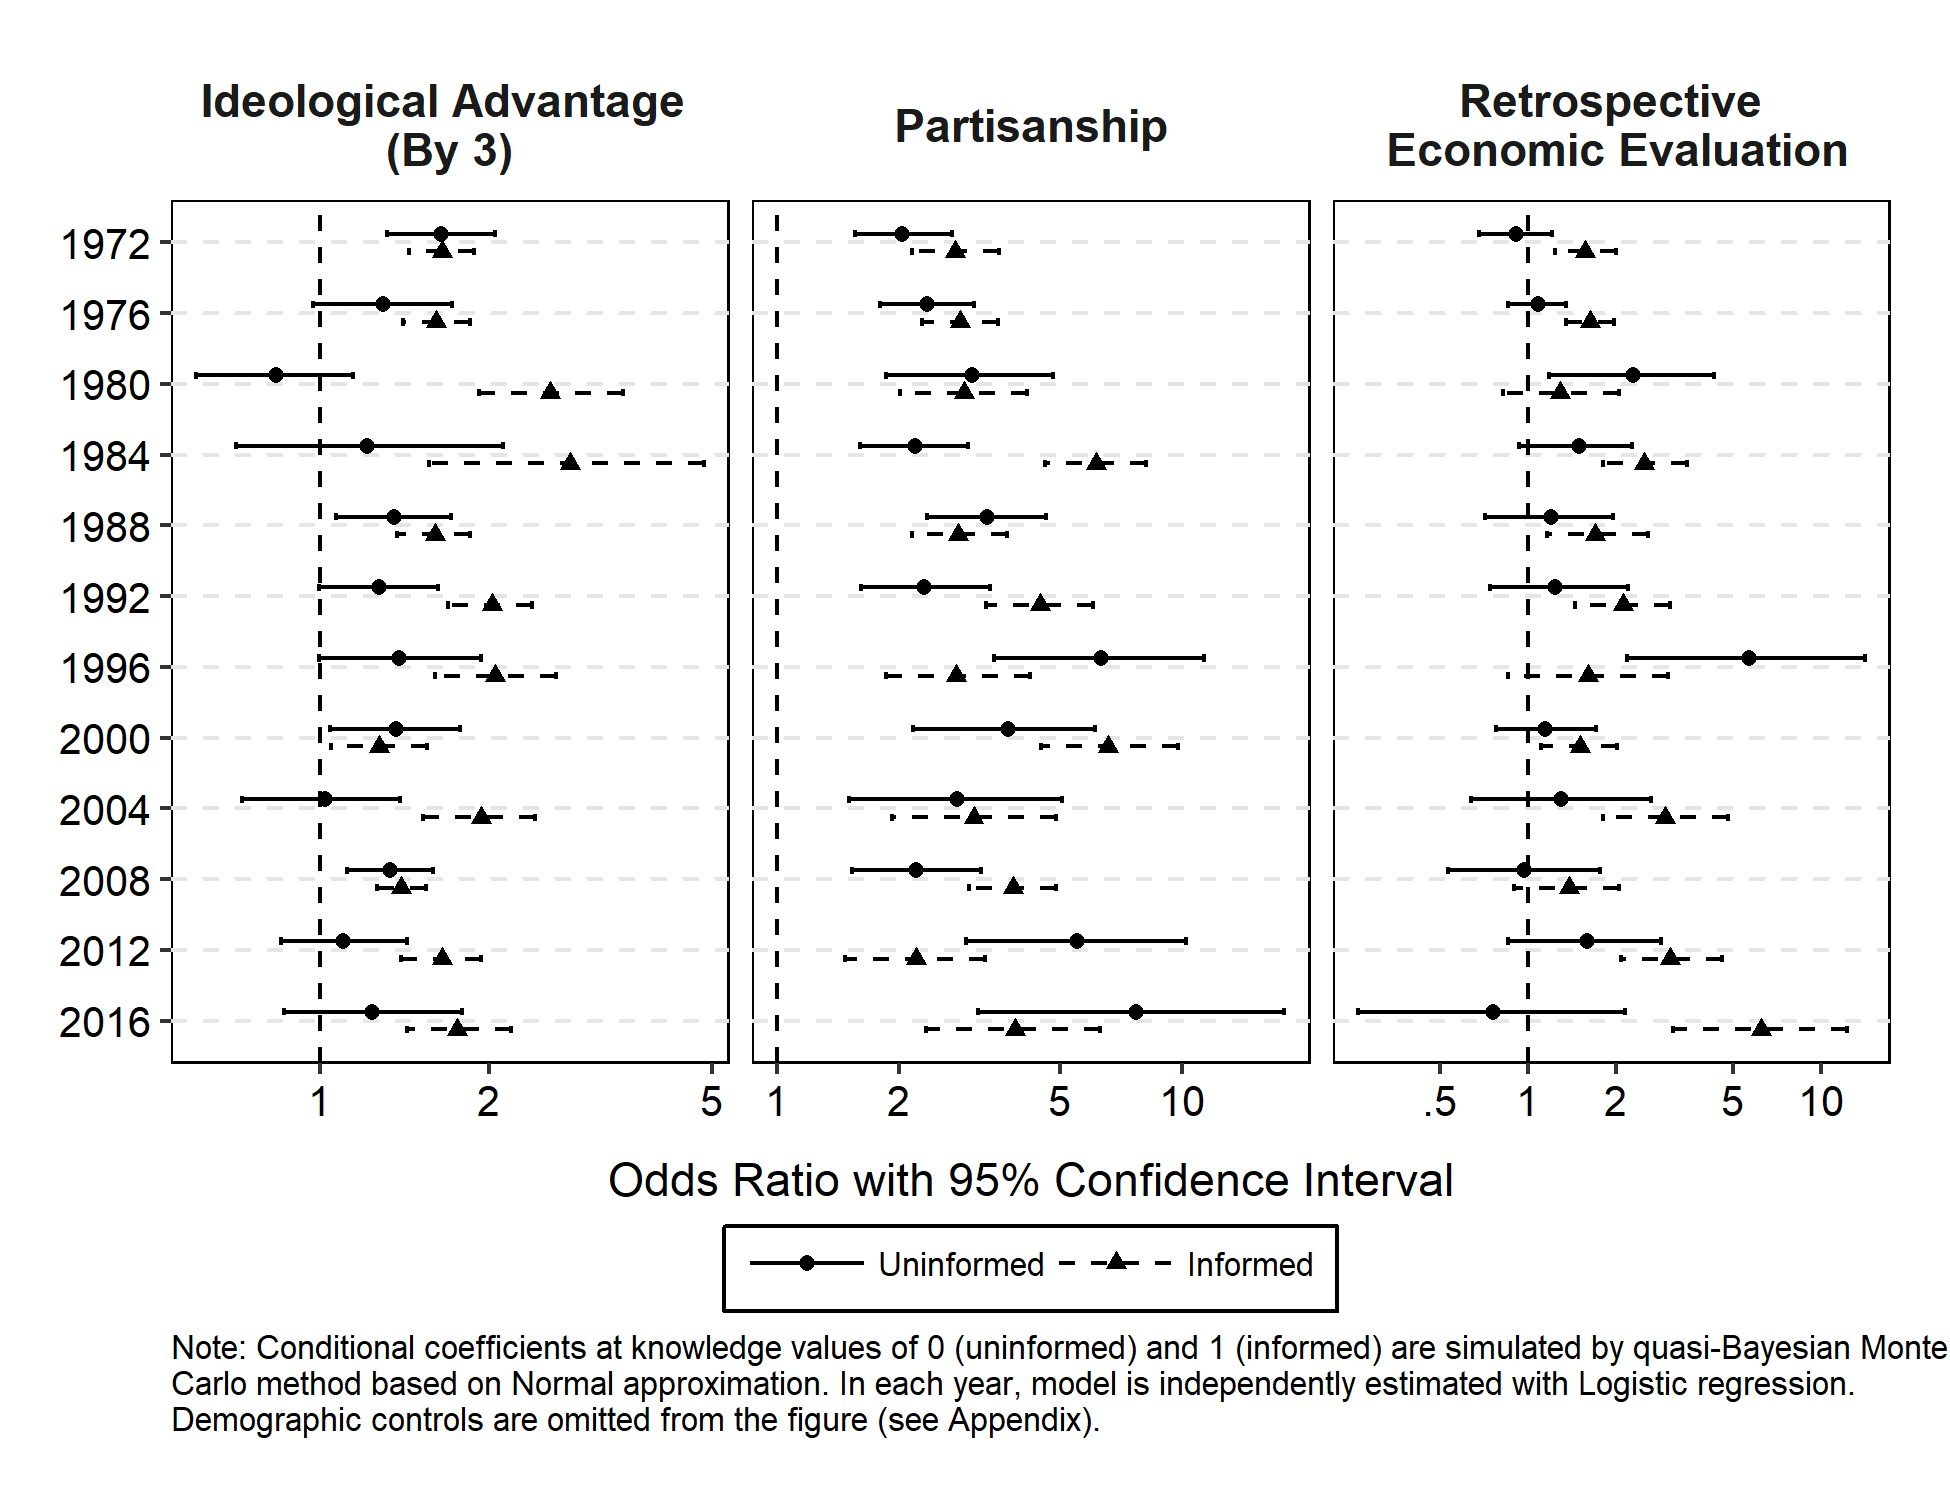 Ideological Advantage
(By 3)
Partisanship
Retrospective
Economic Evaluation
1972
1976
1980
1984
1988
1992
1996
2000
2004
2008
2012
2016
1 2 5
1 2 5 10
.5 1 2 5 10
Odds Ratio with 95% Confidence Interval
Uninformed Informed
Note: Conditional coefficients at knowledge values of 0 (uninformed) and 1 (informed) are simulated by quasi-Bayesian Monte
Carlo method based on Normal approximation. In each year, model is independently estimated with Logistic regression.
Demographic controls are omitted from the figure (see Appendix).